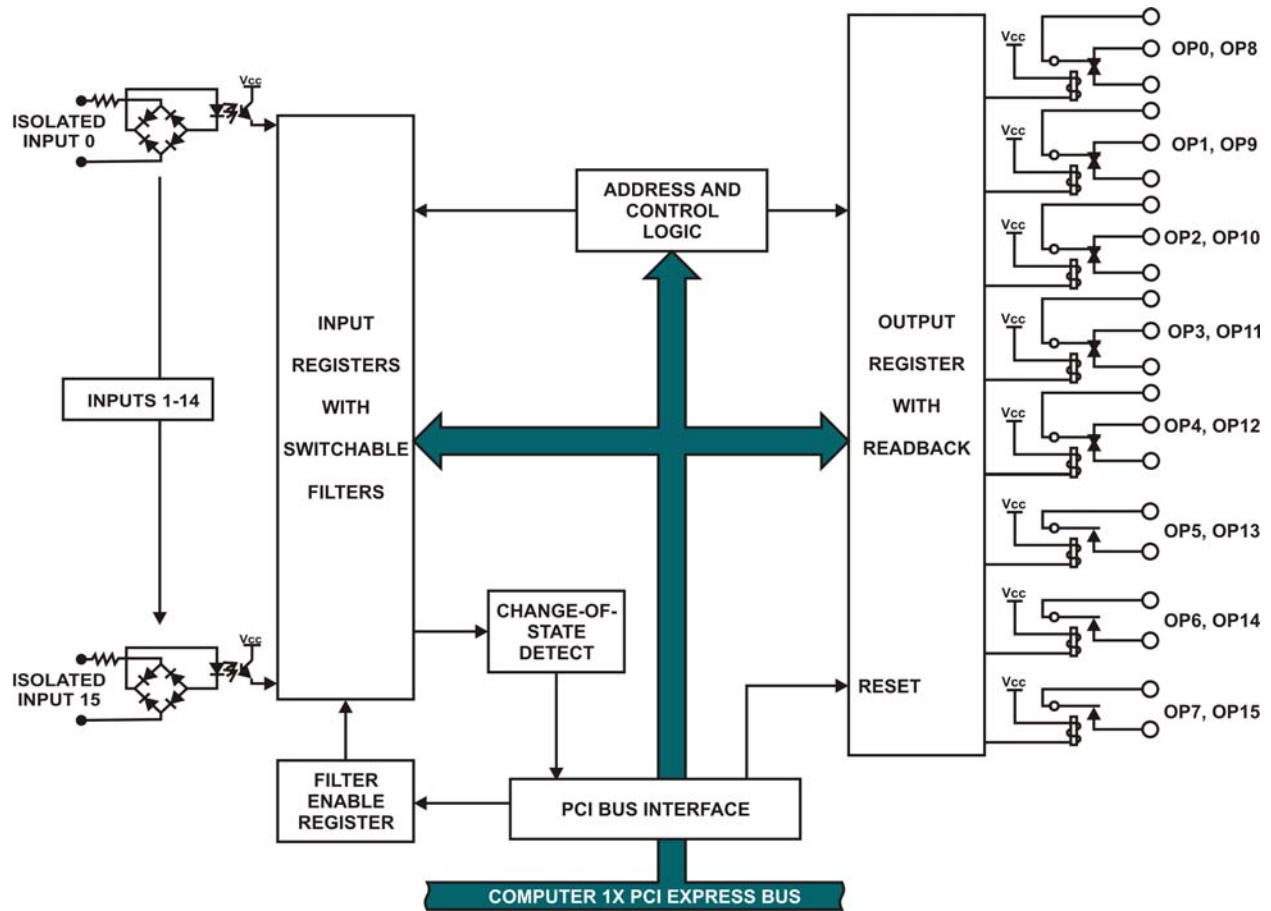 Vcc
ISOLATED
INPUT 0
INPUTS 1-14
Vcc
ISOLATED
INPUT 15
INPUT
REGISTERS
WITH
SWITCHABLE
FILTERS
ADDRESS AND
CONTROL
LOGIC
CHANGE-OF-
STATE
DETECT
FILTER
ENABLE
REGISTER
PCI BUS INTERFACE
COMPUTER 1X PCI EXPRESS BUS
OUTPUT
REGISTER
WITH
READBACK
RESET
Vcc
OP0, OP8
Vcc
OP1, OP9
Vcc
OP2, OP10
Vcc
OP3, OP11
Vcc
OP4, OP12
Vcc
OP5, OP13
Vcc
OP6, OP14
Vcc
OP7, OP15